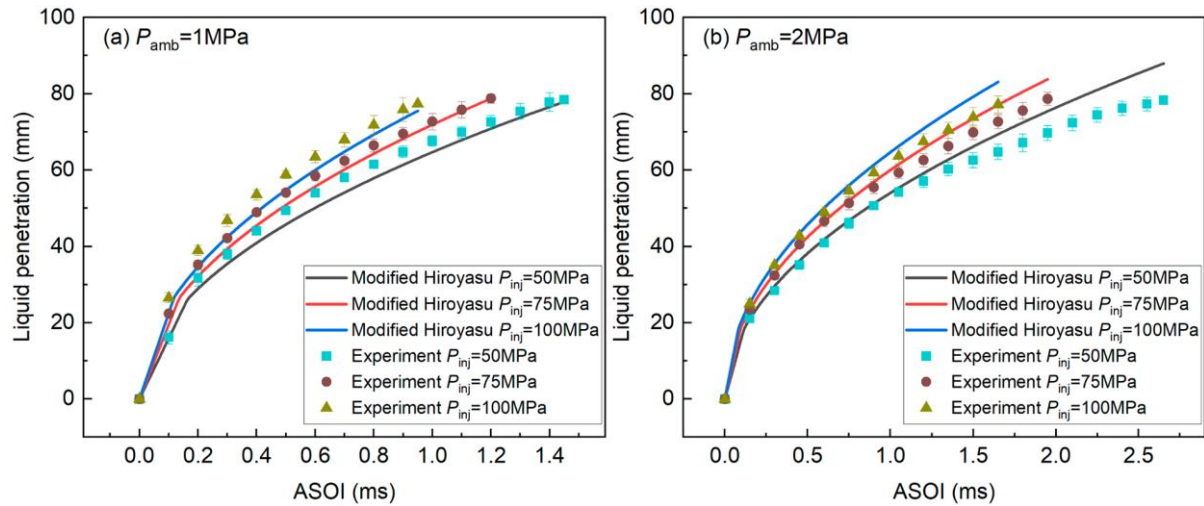 (a) Pamb=1MPa
100
80
60
40
20
0
Liquid penetration (mm)
Modified Hiroyasu Pinj=50MPa
Modified Hiroyasu Pinj=75MPa
Modified Hiroyasu Pinj=100MPa
Experiment Pinj=50MPa
Experiment Pinj=75MPa
Experiment Pinj=100MPa
0.0 0.2 0.4 0.6 0.8 1.0 1.2 1.4
ASOI (ms)
(b) Pamb=2MPa
100
80
60
40
20
0
Liquid penetration (mm)
Modified Hiroyasu Pinj=50MPa
Modified Hiroyasu Pinj=75MPa
Modified Hiroyasu Pinj=100MPa
Experiment Pinj=50MPa
Experiment Pinj=75MPa
Experiment Pinj=100MPa
0.0 0.5 1.0 1.5 2.0 2.5
ASOI (ms)